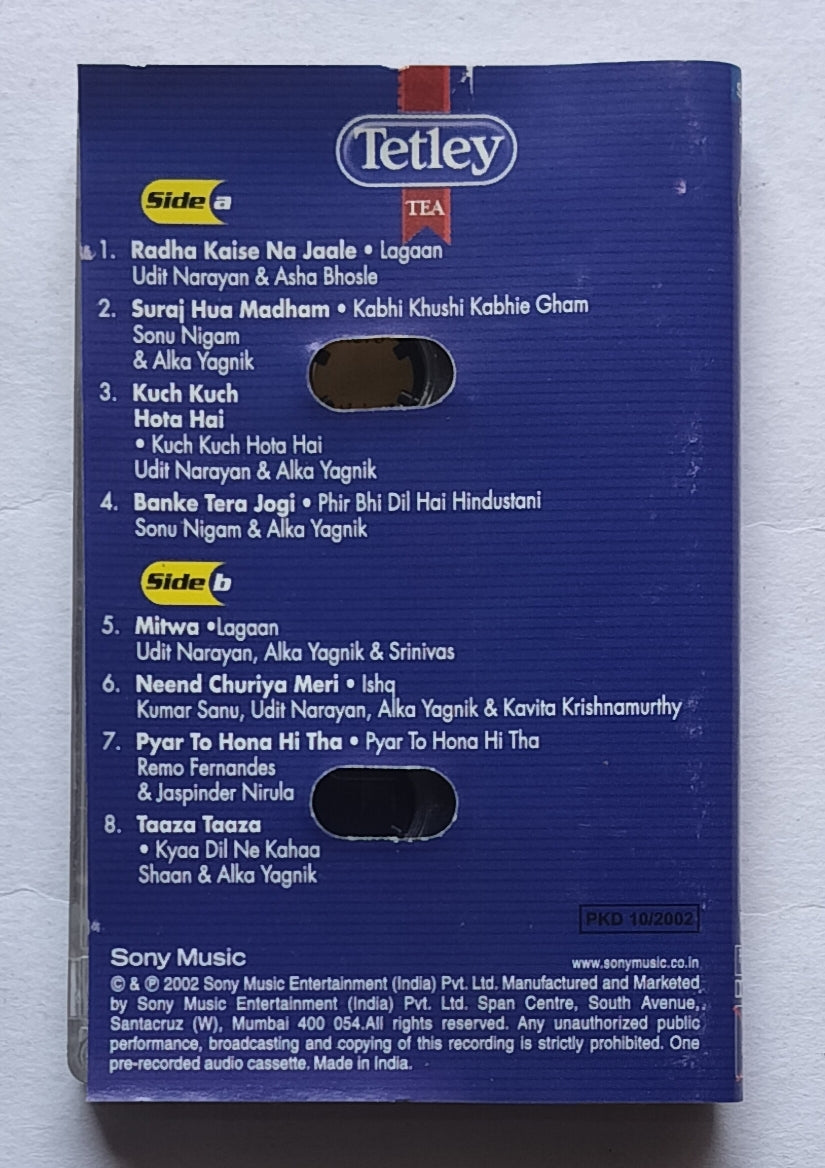 Tetley
TEA
Side a
1. Radha Kaise Na Jaale • Lagaan
Udit Narayan & Asha Bhosle
2. Suraj Hua Madham • Kabhi Khushi Kabhie Gham
Sonu Nigam
& Alka Yagnik
3. Kuch Kuch
Hota Hai
• Kuch Kuch Hota Hai
Udit Narayan & Alka Yagnik
4. Banke Tera Jogi • Phir Bhi Dil Hai Hindustani
Sonu Nigam & Alka Yagnik
Side b
5. Mitwa •Lagaan
Udit Narayan, Alka Yagnik & Srinivas
6. Neend Churiya Meri • Ishq
Kumar Sanu, Udit Narayan, Alka Yagnik & Kavita Krishnamurthy
7. Pyar To Hona Hi Tha • Pyar To Hona Hi Tha
Remo Fernandes
& Jaspinder Nirula
8. Taaza Taaza
• Kyaa Dil Ne Kahaa
Shaan & Alka Yagnik
PKD 10/2002
Sony Music
www.sonymusic.co.in
© & ℗ 2002 Sony Music Entertainment (India) Pvt. Ltd. Manufactured and Marketed
by Sony Music Entertainment (India) Pvt. Ltd. Span Centre, South Avenue,
Santacruz (W), Mumbai 400 054.All rights reserved. Any unauthorized public
performance, broadcasting and copying of this recording is strictly prohibited. One
pre-recorded audio cassette. Made in India.